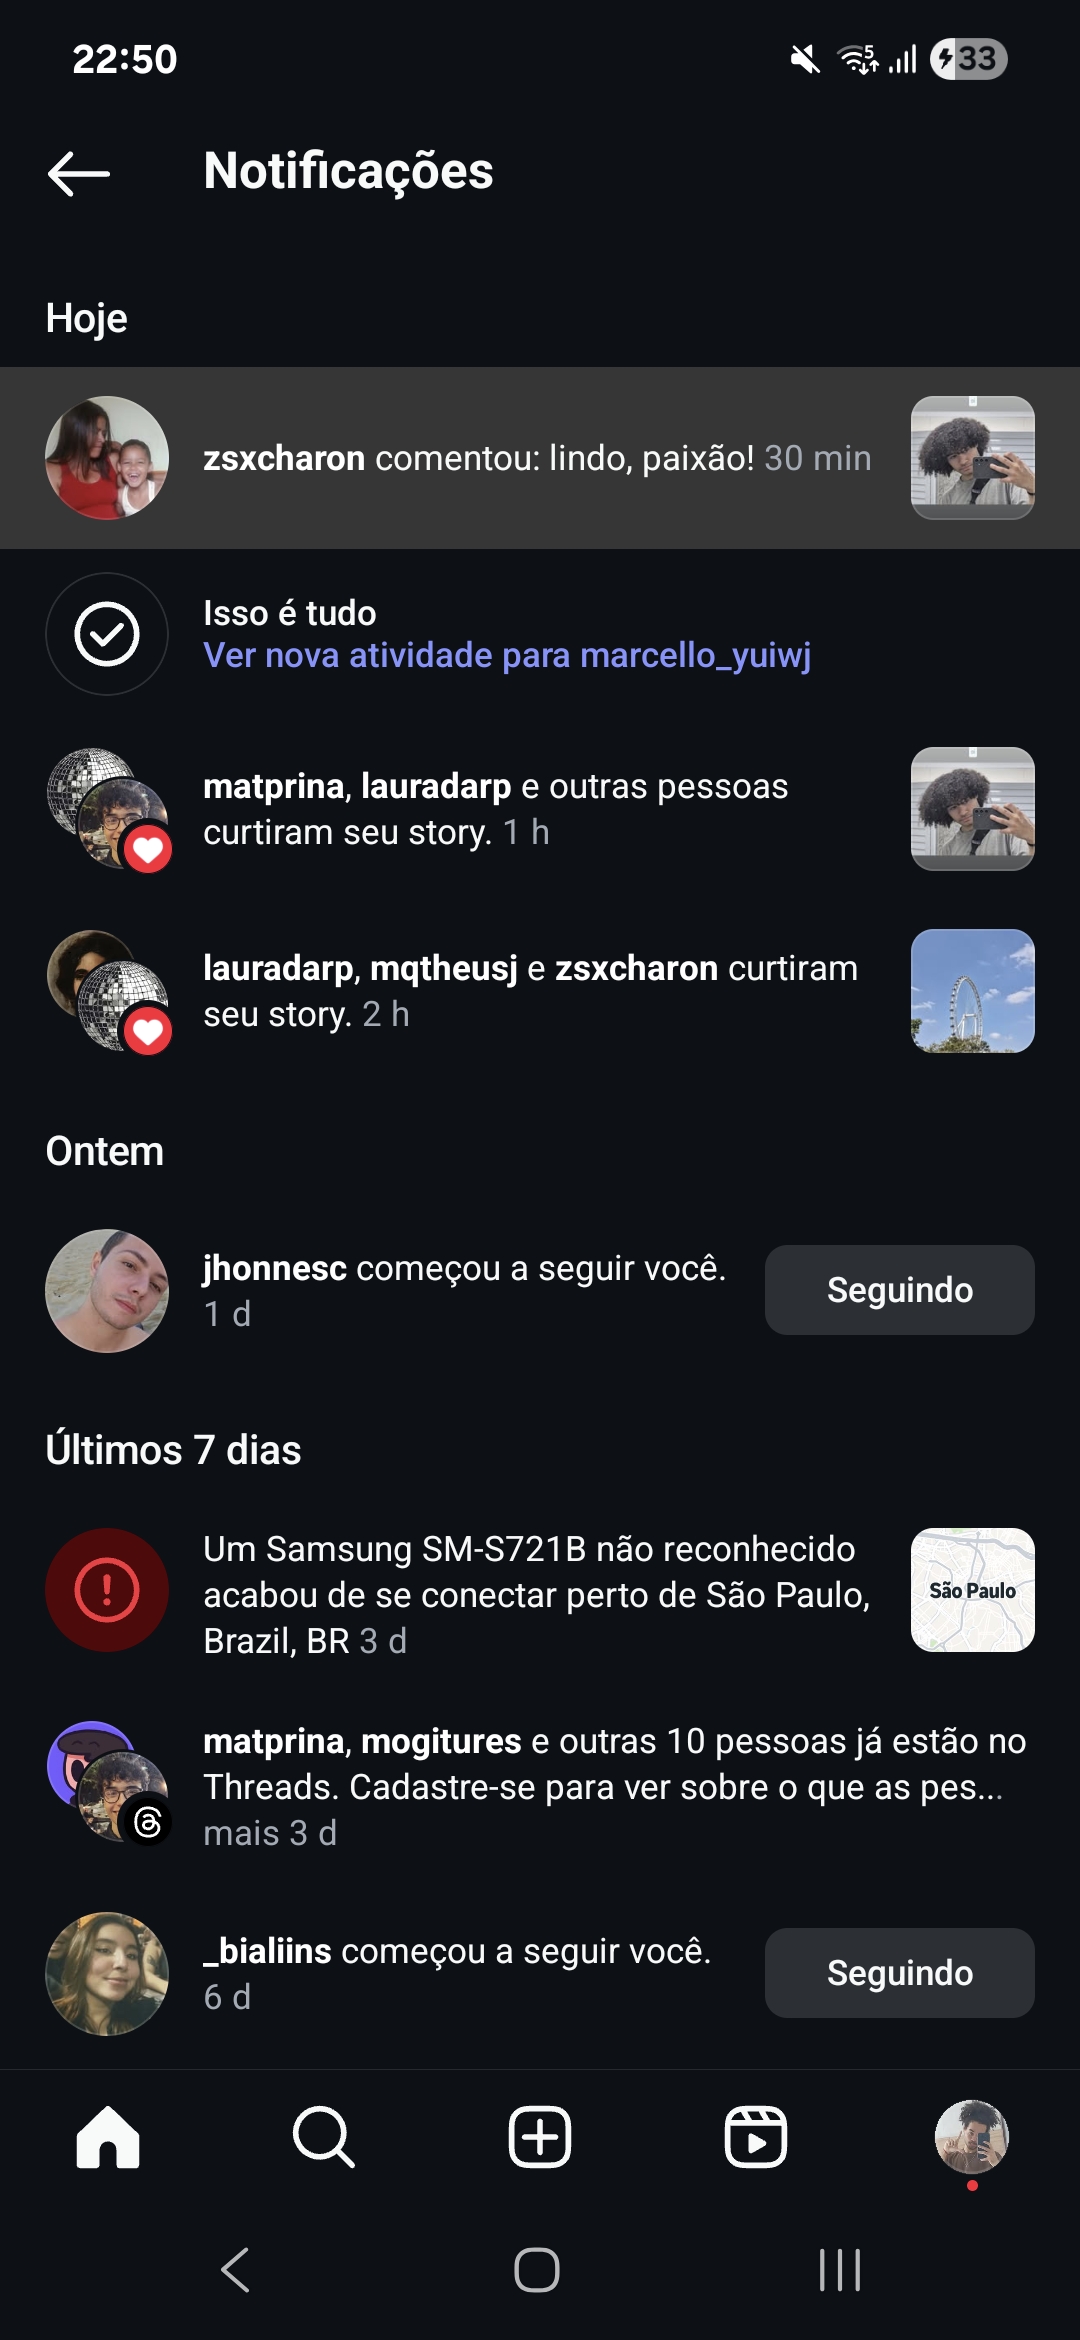 22:50
5
33
Notificações
Hoje
zsxcharon comentou: lindo, paixão! 30 min
Isso é tudo
Ver nova atividade para marcello_yuiwj
matprina, lauradarp e outras pessoas
curtiram seu story. 1 h
lauradarp, mqtheusj e zsxcharon curtiram
seu story. 2 h
Ontem
jhonnesc começou a seguir você.
1 d
Seguindo
Últimos 7 dias
Um Samsung SM-S721B não reconhecido
acabou de se conectar perto de São Paulo,
Brazil, BR 3 d
São Paulo
matprina, mogitures e outras 10 pessoas já estão no
Threads. Cadastre-se para ver sobre o que as pes...
mais 3 d
_bialiins começou a seguir você.
6 d
Seguindo